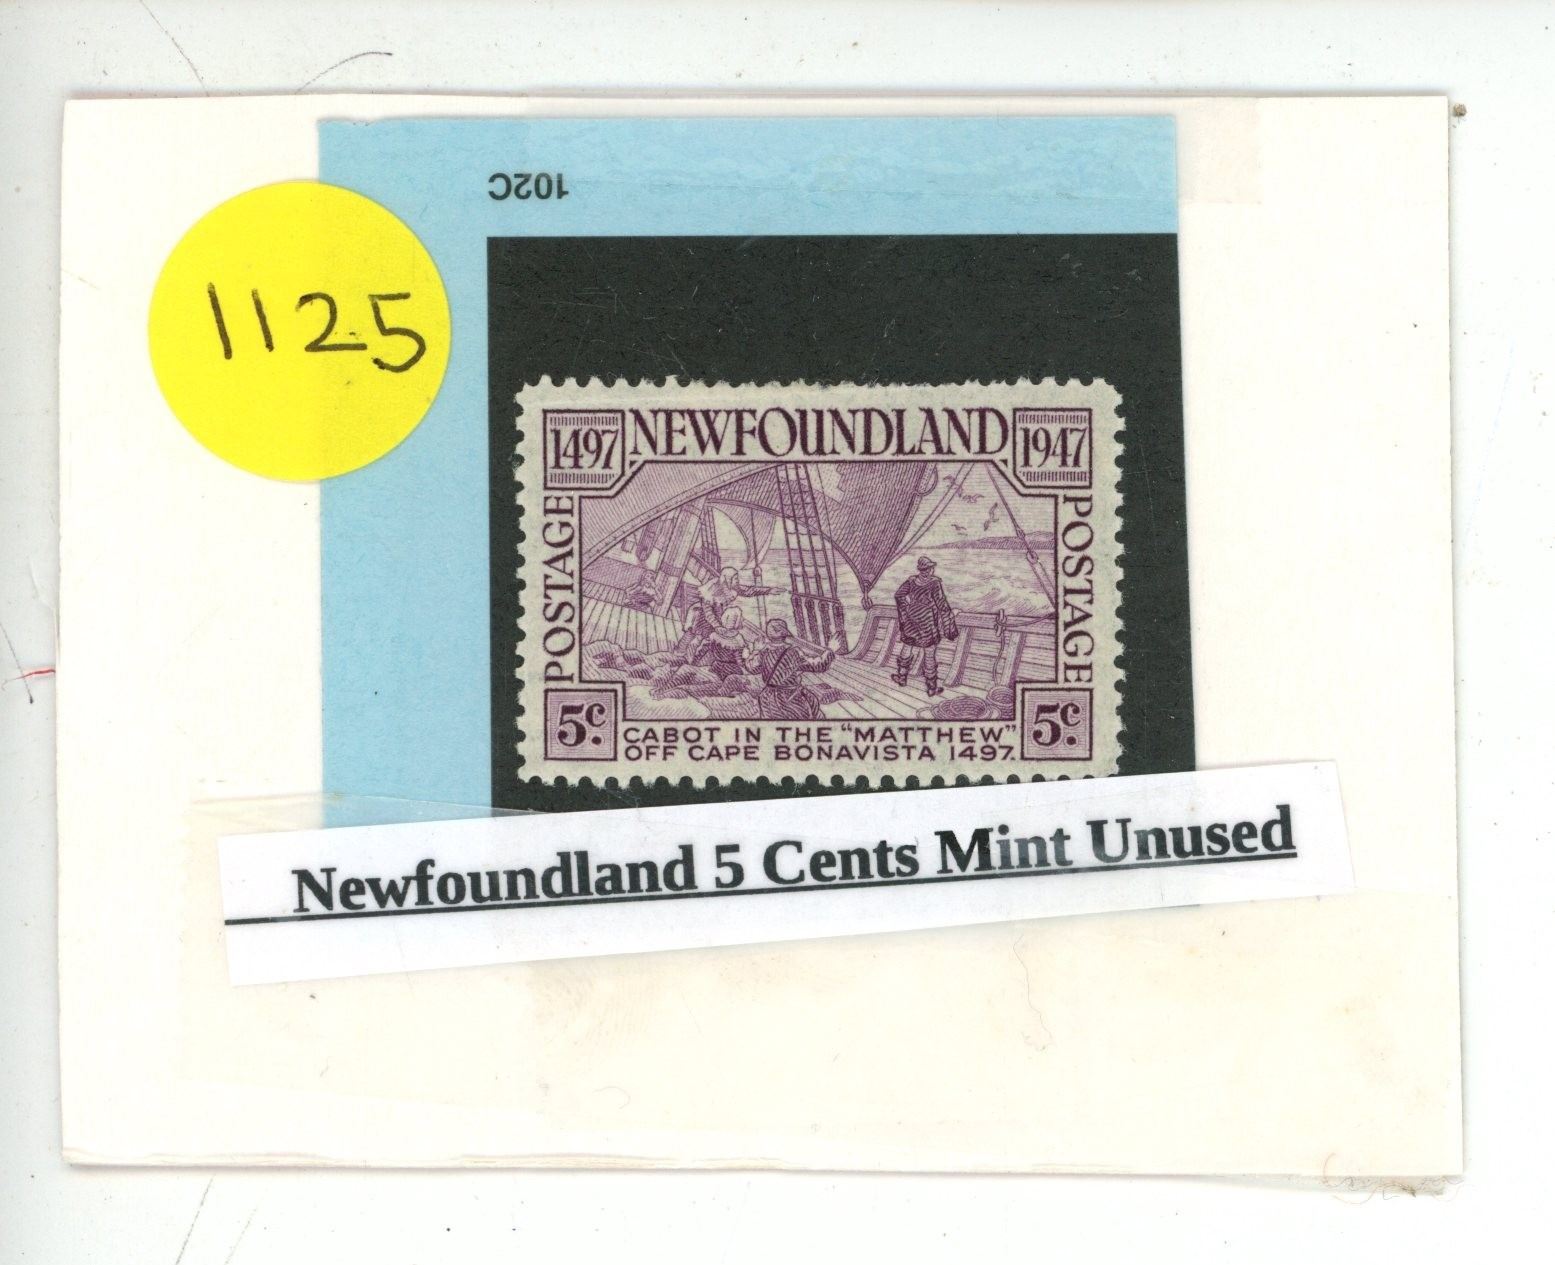 102C
1125
1497 NEWFOUNDLAND 1947
POSTAGE
POSTAGE
5c.
CABOT IN THE "MATTHEW"
OFF CAPE BONAVISTA 1497.
5c.
Newfoundland 5 Cents Mint Unused